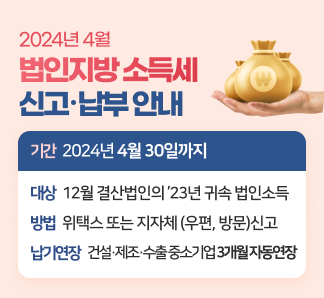 2024년 4월
법인지방 소득세
신고·납부 안내
₩
기간 2024년 4월 30일까지
대상 12월 결산법인의 ’23년 귀속 법인소득
방법 위택스 또는 지자체 (우편, 방문)신고
납기연장 건설·제조·수출 중소기업 3개월 자동연장